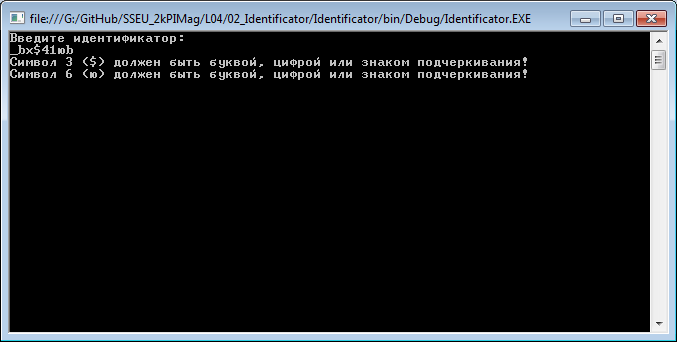 file:///G:/GitHub/SSEU_2kPIMag/L04/02_Identificator/Identificator/bin/Debug/Identificator.EXE
Введите идентификатор:
_bx$41юb
Символ 3 ($) должен быть буквой, цифрой или знаком подчеркивания!
Символ 6 (ю) должен быть буквой, цифрой или знаком подчеркивания!